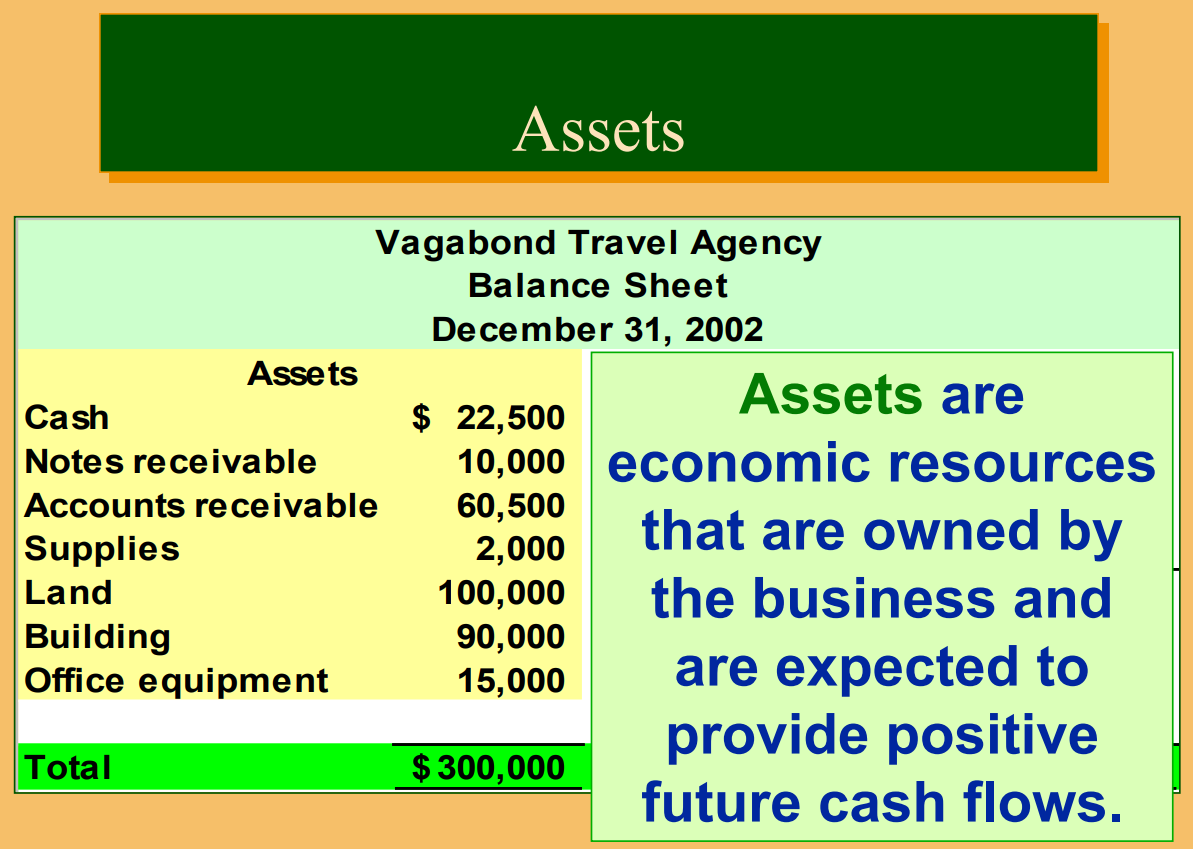 Assets
Vagabond Travel Agency
Balance Sheet
December 31, 2002
Assets
Cash $ 22,500
Notes receivable 10,000
Accounts receivable 60,500
Supplies 2,000
Land 100,000
Building 90,000
Office equipment 15,000
Total $ 300,000
Assets are
economic resources
that are owned by
the business and
are expected to
provide positive
future cash flows.